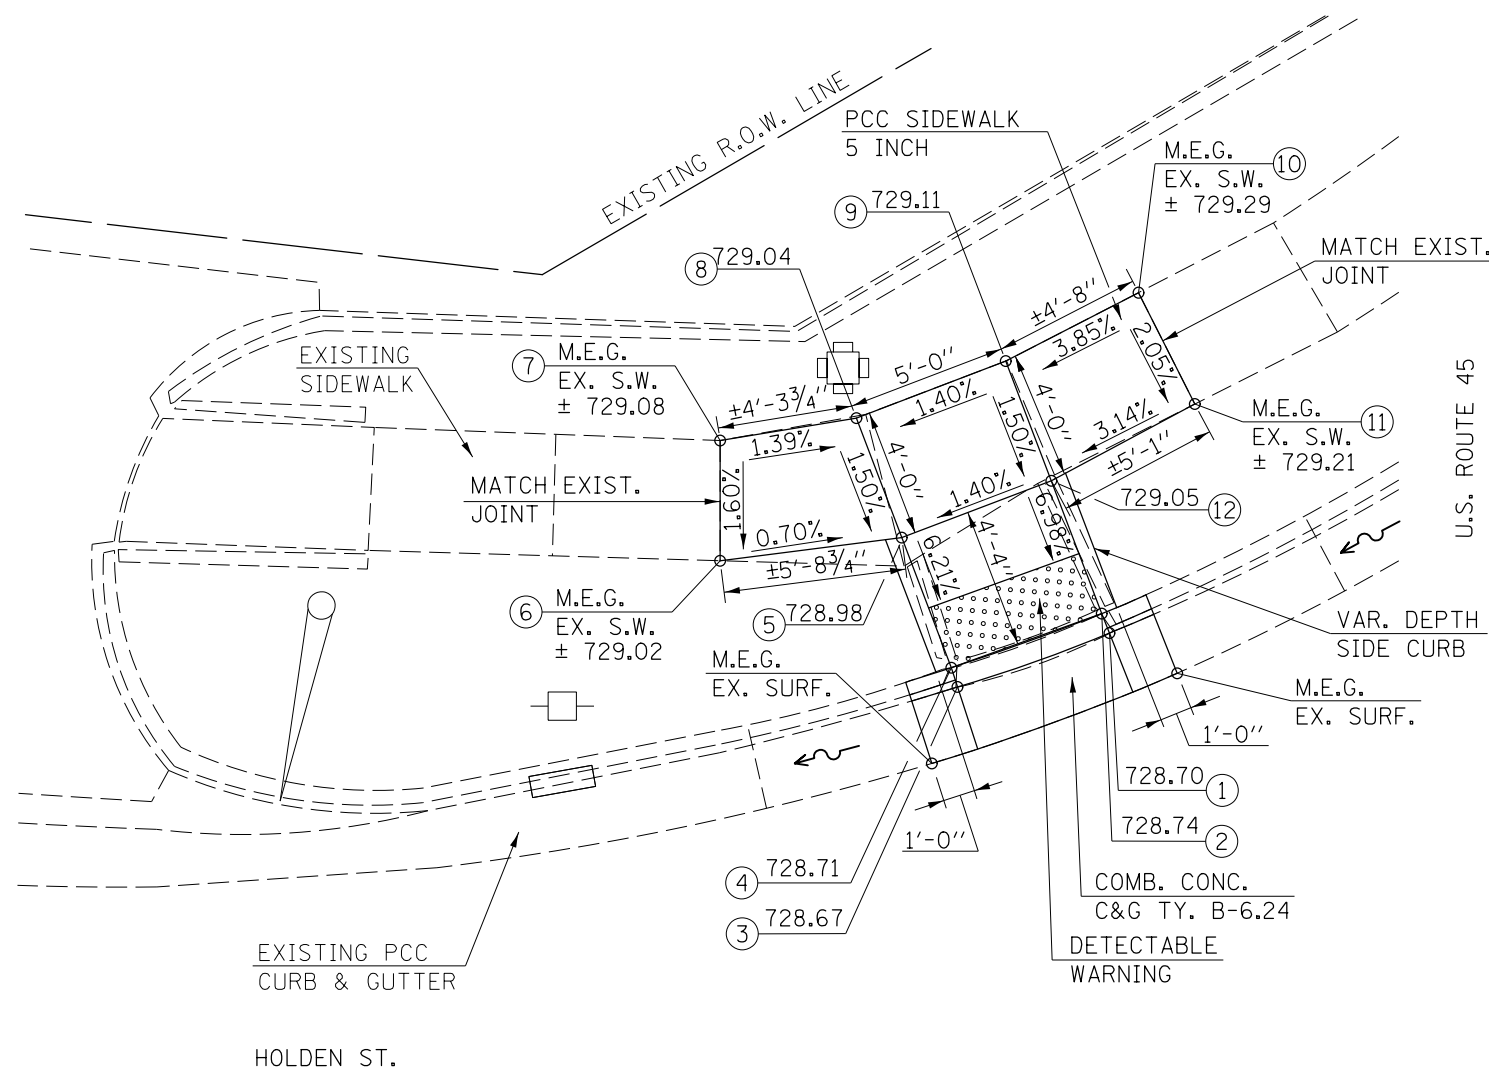 EXISTING R.O.W. LINE
PCC SIDEWALK
5 INCH
M.E.G.
EX. S.W.
± 729.29
10
9
729.11
8
729.04
MATCH EXIST.
JOINT
±4'-8"
3.85%
2.05%
5'-0"
1.40%
1.50%
4'-0"
EXISTING
SIDEWALK
7
M.E.G.
EX. S.W.
± 729.08
±4'-3¾"
1.39%
1.50%
4'-0"
1.40%
3.14%
±5'-1"
M.E.G.
EX. S.W.
± 729.21
11
U.S. ROUTE 45
MATCH EXIST.
JOINT
1.60%
0.70%
±5'-8¾"
729.05
12
6.98%
4'-4"
6.21%
6
M.E.G.
EX. S.W.
± 729.02
5
728.98
VAR. DEPTH
SIDE CURB
M.E.G.
EX. SURF.
M.E.G.
EX. SURF.
1'-0"
728.70
1
728.74
2
1'-0"
4
728.71
3
728.67
COMB. CONC.
C&G TY. B-6.24
DETECTABLE
WARNING
EXISTING PCC
CURB & GUTTER
HOLDEN ST.